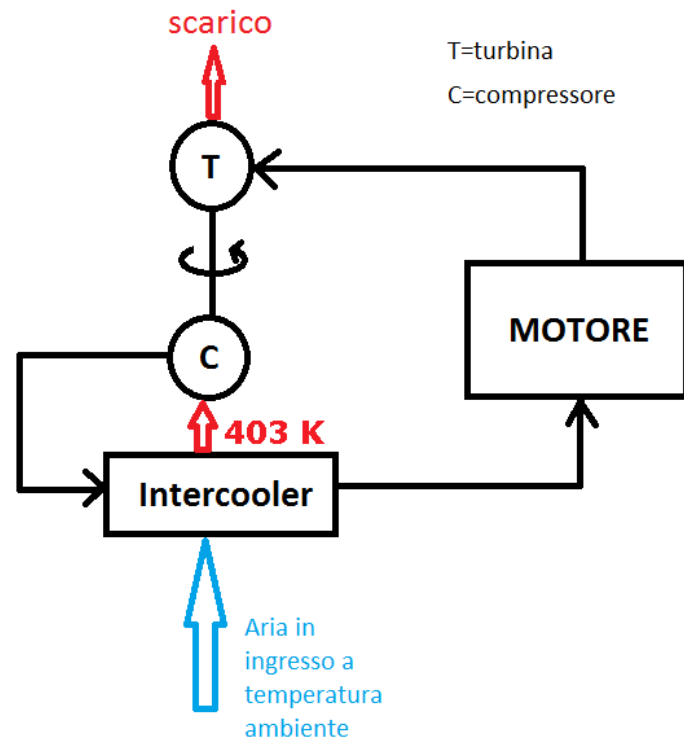 scarico
T=turbina
C=compressore
T
MOTORE
C
403 K
Intercooler
Aria in
ingresso a
temperatura
ambiente